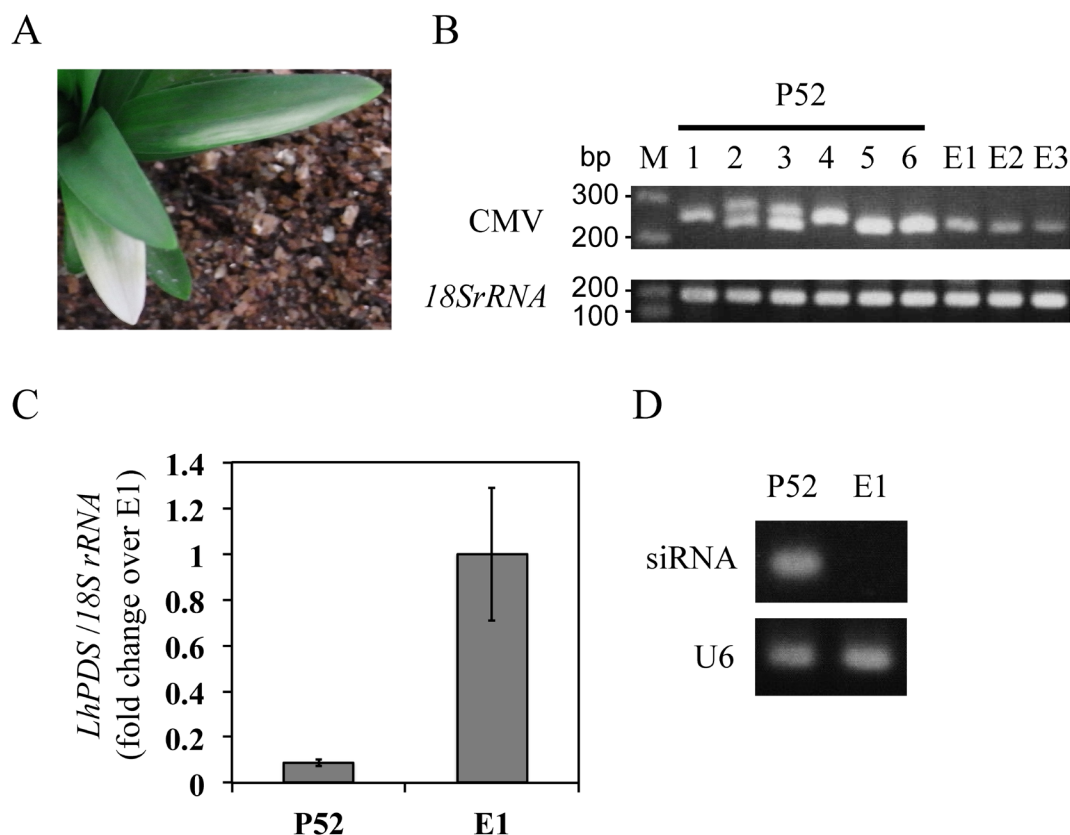 A
B
P52
bp M 1 2 3 4 5 6 E1 E2 E3
CMV
300
200
18SrRNA
200
100
C
LhPDS /18S rRNA
(fold change over E1)
1.4
1.2
1
0.8
0.6
0.4
0.2
0
P52 E1
D
P52 E1
siRNA
U6